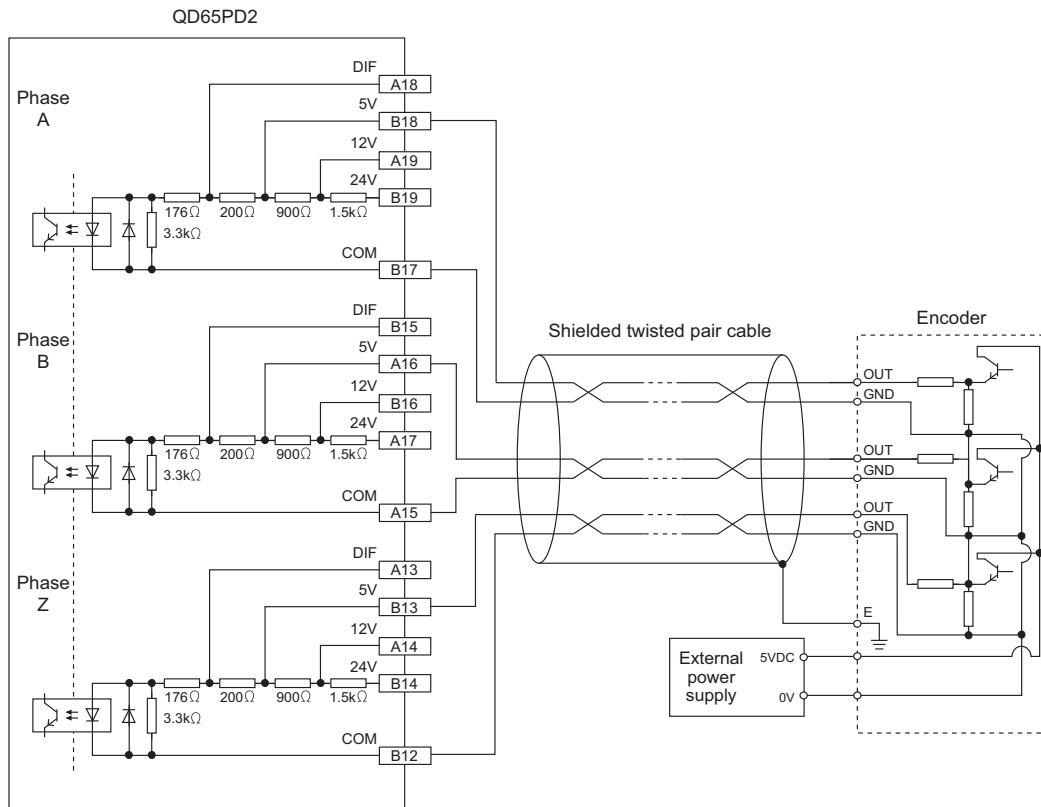 QD65PD2
Phase
A
DIF
A18
5V
B18
12V
A19
24V
B19
176Ω
200Ω
900Ω
1.5kΩ
3.3kΩ
COM
B17
Phase
B
DIF
B15
5V
A16
12V
B16
24V
A17
176Ω
200Ω
900Ω
1.5kΩ
3.3kΩ
COM
A15
Phase
Z
DIF
A13
5V
B13
12V
A14
24V
B14
176Ω
200Ω
900Ω
1.5kΩ
3.3kΩ
COM
B12
Shielded twisted pair cable
Encoder
OUT
GND
OUT
GND
OUT
GND
E
External
power
supply
5VDC
0V